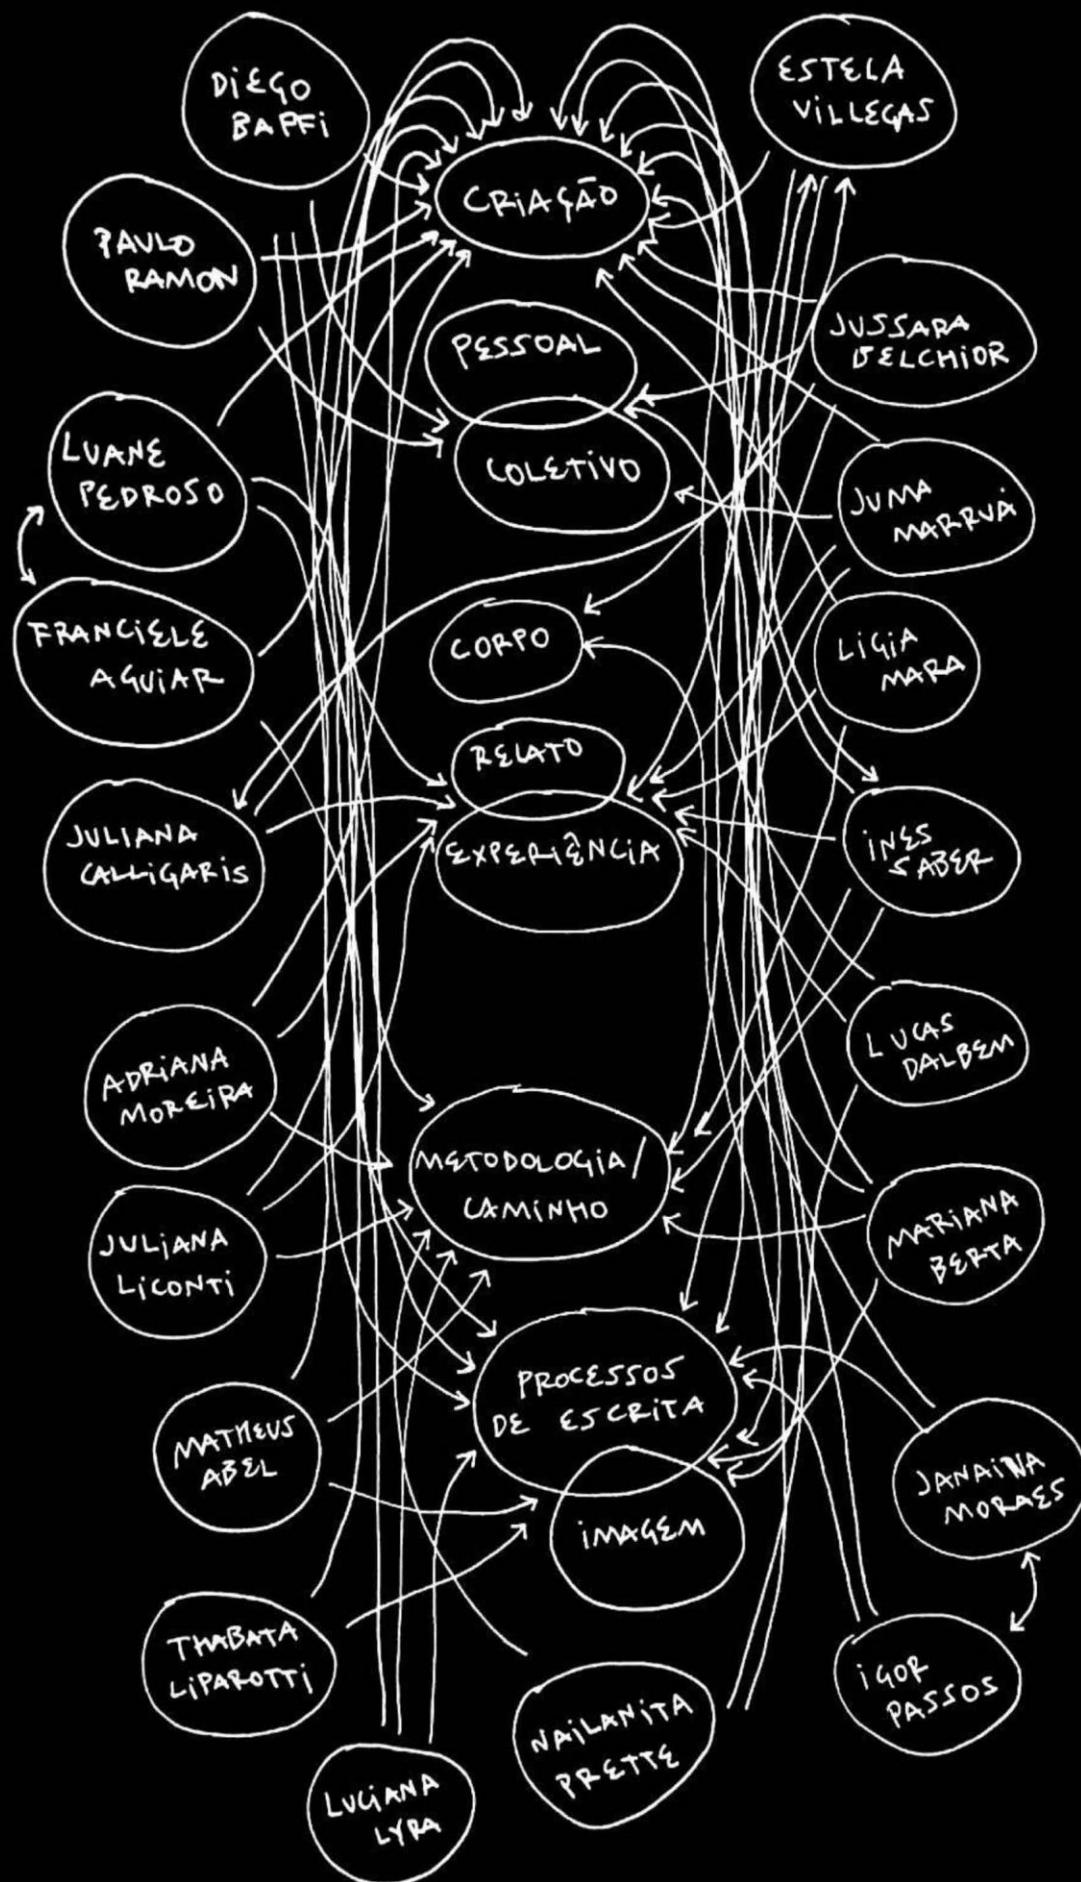 DIEGO
BAFFI
ESTELA
VILLEGAS
CRIAÇÃO
PAULO
RAMON
PESSOAL
JUSSARA
BELCHIOR
LUANE
PEDROSO
COLETIVO
JUMA
MARRUÁ
FRANCIELE
AGUIAR
CORPO
LIGIA
MARA
RELATO
EXPERIÊNCIA
JULIANA
CALLIGARIS
INES
SABER
ADRIANA
MOREIRA
LUCAS
DALBEM
METODOLOGIA/
CAMINHO
JULIANA
LICONTI
MARIANA
BERTA
PROCESSOS
DE ESCRITA
MATHEUS
ABEL
IMAGEM
JANAINA
MORAES
THABATA
LIPAROTTI
IGOR
PASSOS
NAILANITA
PRETTE
LUCIANA
LYRA